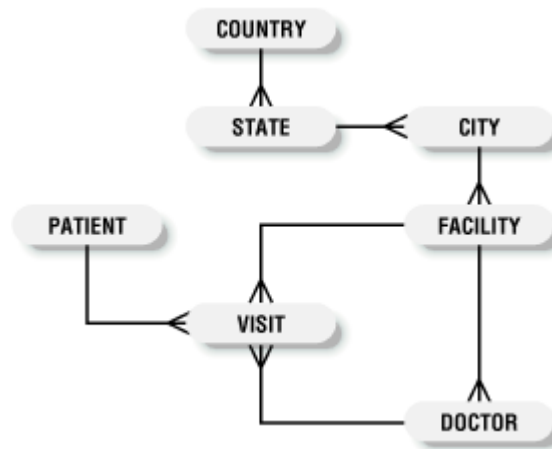 COUNTRY
STATE
CITY
PATIENT
FACILITY
VISIT
DOCTOR